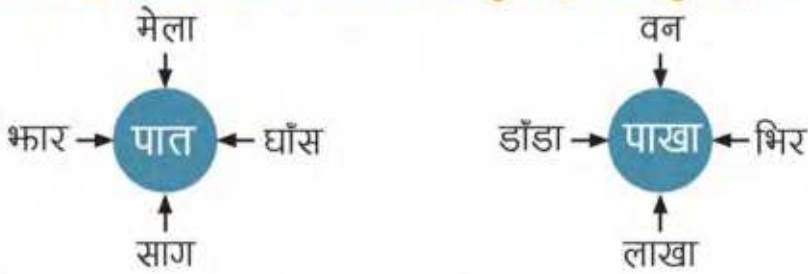 मेला
वन
झार पात घाँस
डाँडा पाखा भिर
साग
लाखा